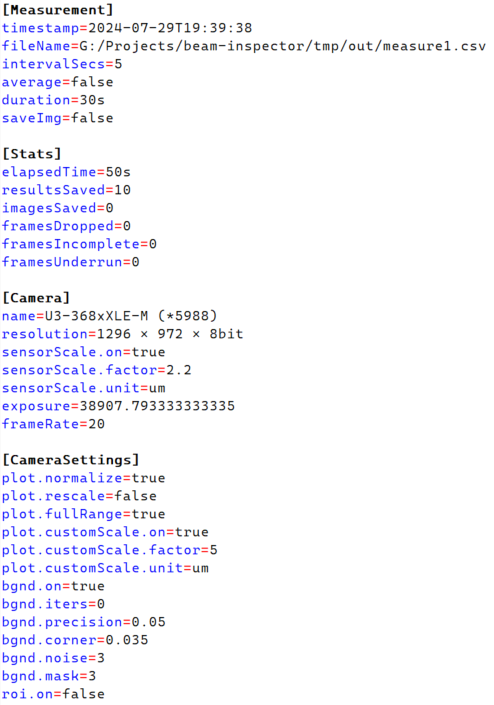 [Measurement]
timestamp=2024-07-29T19:39:38
fileName=G:/Projects/beam-inspector/tmp/out/measure1.csv
intervalSecs=5
average=false
duration=30s
saveImg=false
[Stats]
elapsedTime=50s
resultsSaved=10
imagesSaved=0
framesDropped=0
framesIncomplete=0
framesUnderrun=0
[Camera]
name=U3-368xXLE-M (*5988)
resolution=1296 × 972 × 8bit
sensorScale.on=true
sensorScale.factor=2.2
sensorScale.unit=um
exposure=38907.793333333335
frameRate=20
[CameraSettings]
plot.normalize=true
plot.rescale=false
plot.fullRange=true
plot.customScale.on=true
plot.customScale.factor=5
plot.customScale.unit=um
bgnd.on=true
bgnd.iters=0
bgnd.precision=0.05
bgnd.corner=0.035
bgnd.noise=3
bgnd.mask=3
roi.on=false